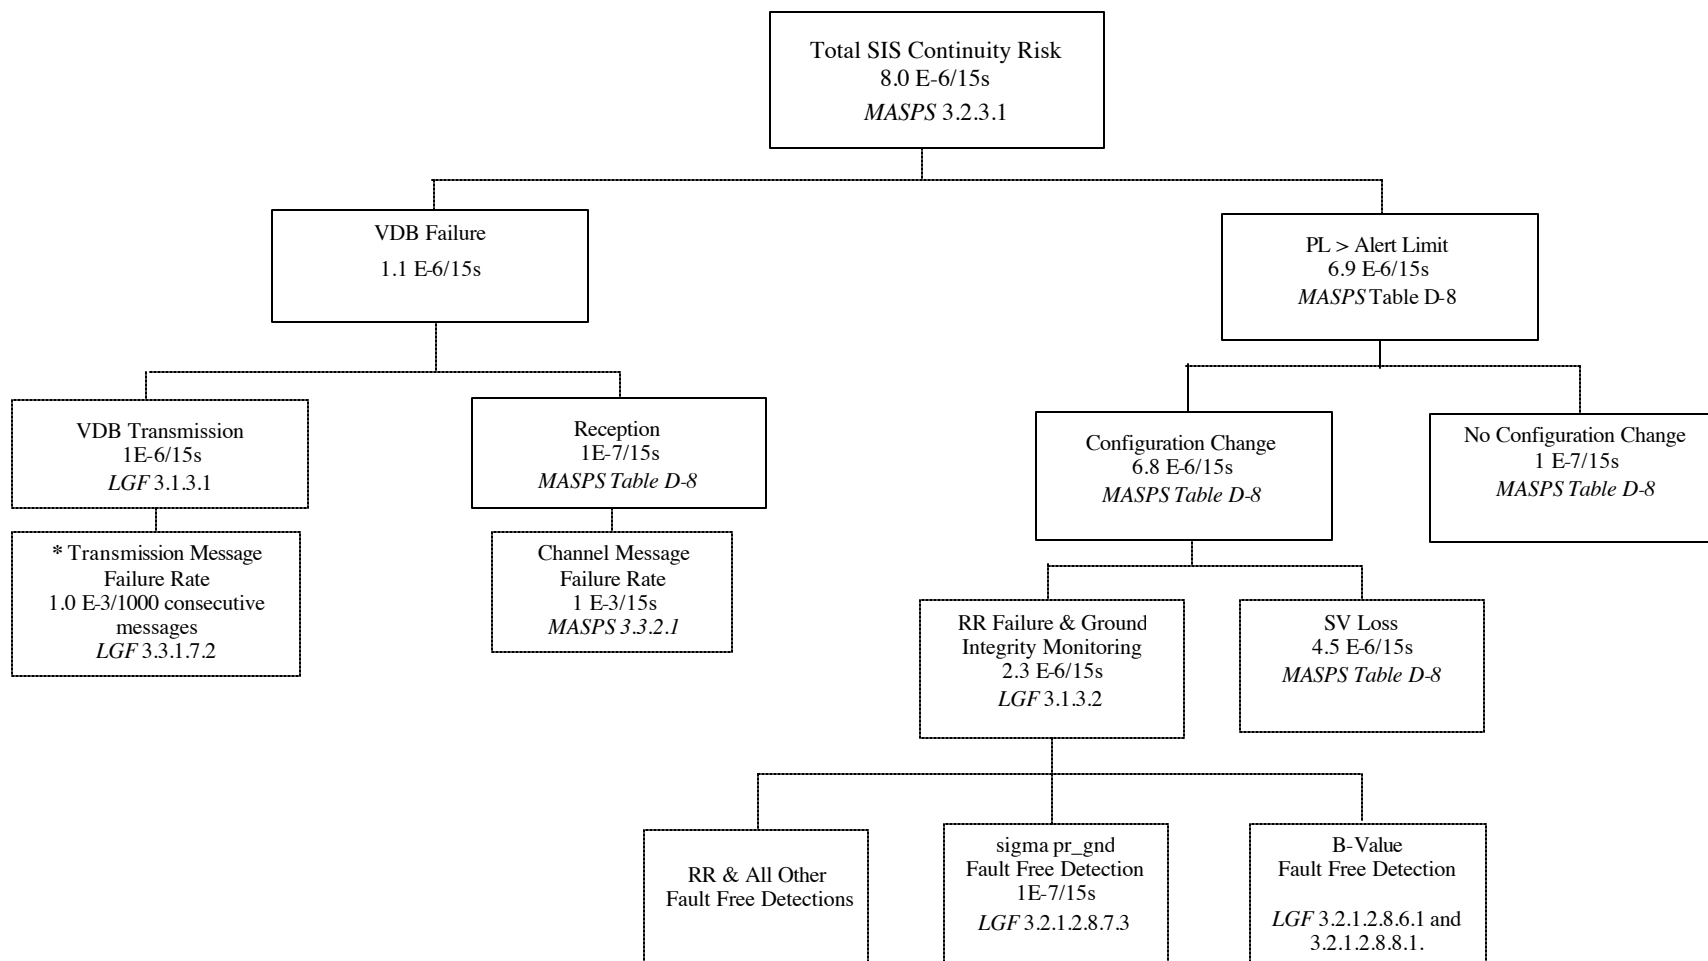 Total SIS Continuity Risk
8.0 E-6/15s
MASPS 3.2.3.1
VDB Failure
1.1 E-6/15s
PL > Alert Limit
6.9 E-6/15s
MASPS Table D-8
VDB Transmission
1E-6/15s
LGF 3.1.3.1
Reception
1E-7/15s
MASPS Table D-8
Configuration Change
6.8 E-6/15s
MASPS Table D-8
No Configuration Change
1 E-7/15s
MASPS Table D-8
* Transmission Message
Failure Rate
1.0 E-3/1000 consecutive
messages
LGF 3.3.1.7.2
Channel Message
Failure Rate
1 E-3/15s
MASPS 3.3.2.1
RR Failure & Ground
Integrity Monitoring
2.3 E-6/15s
LGF 3.1.3.2
SV Loss
4.5 E-6/15s
MASPS Table D-8
RR & All Other
Fault Free Detections
sigma pr_gnd
Fault Free Detection
1E-7/15s
LGF 3.2.1.2.8.7.3
B-Value
Fault Free Detection
LGF 3.2.1.2.8.6.1 and
3.2.1.2.8.8.1.